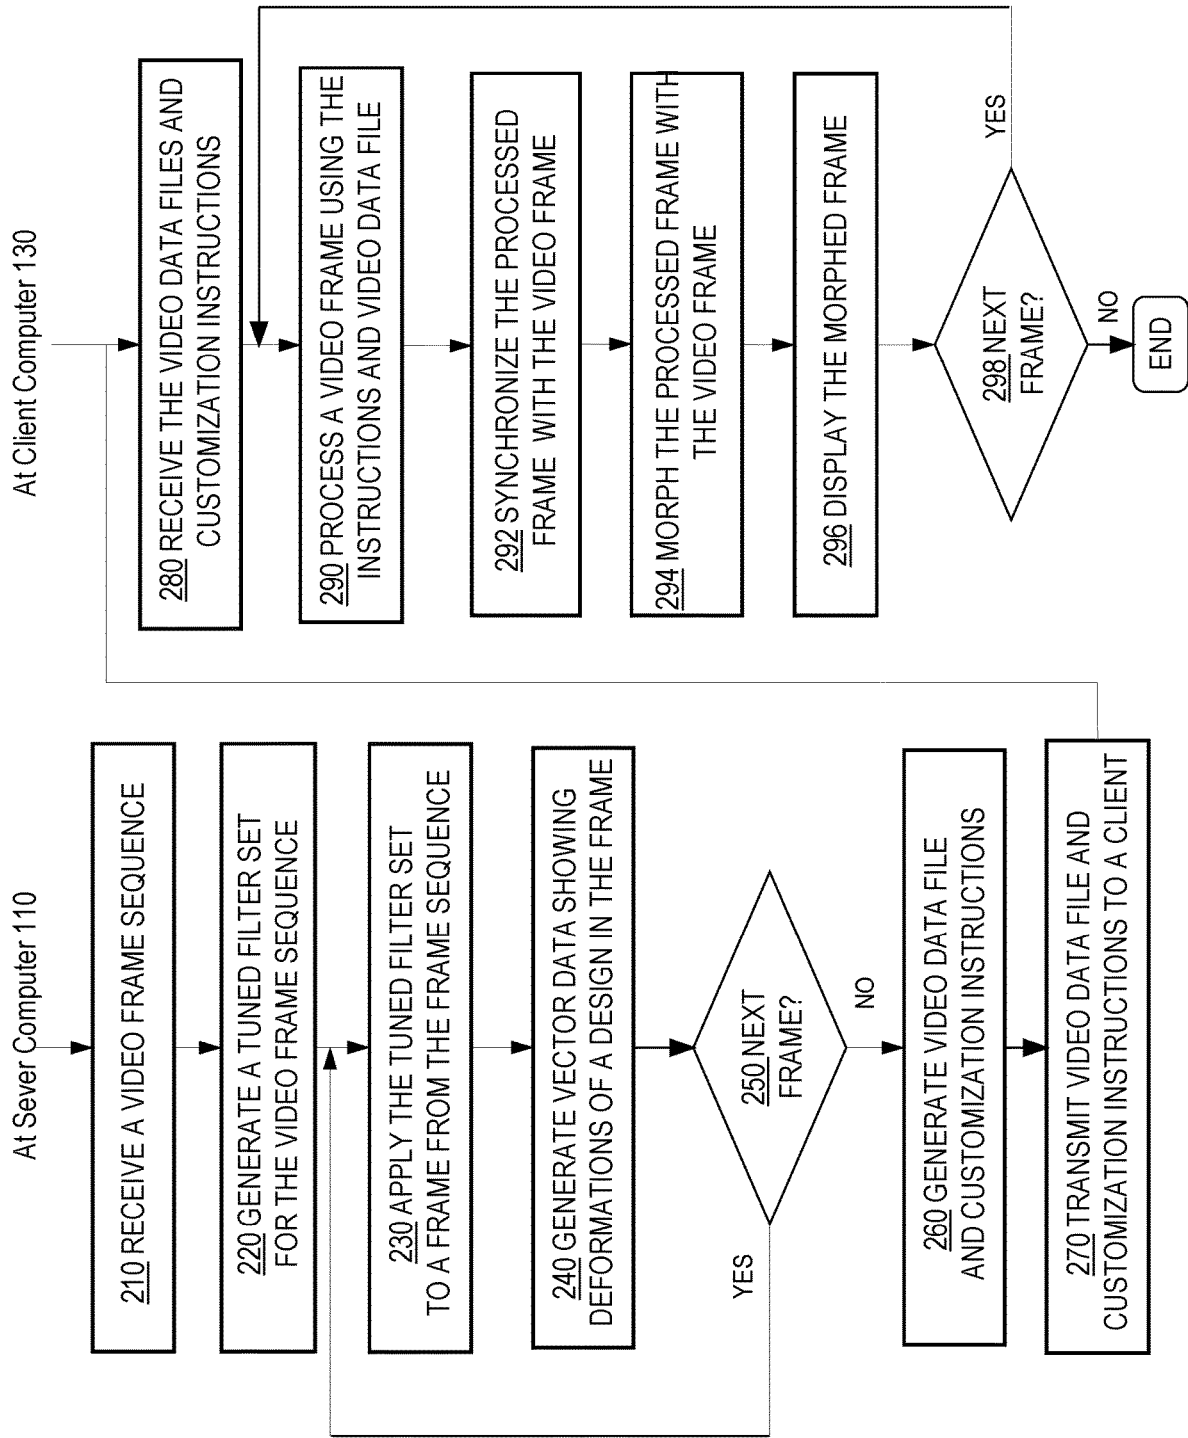 At Sever Computer 110
210 RECEIVE A VIDEO FRAME SEQUENCE
220 GENERATE A TUNED FILTER SET
FOR THE VIDEO FRAME SEQUENCE
230 APPLY THE TUNED FILTER SET
TO A FRAME FROM THE FRAME SEQUENCE
240 GENERATE VECTOR DATA SHOWING
DEFORMATIONS OF A DESIGN IN THE FRAME
250 NEXT
FRAME?
YES
NO
260 GENERATE VIDEO DATA FILE
AND CUSTOMIZATION INSTRUCTIONS
270 TRANSMIT VIDEO DATA FILE AND
CUSTOMIZATION INSTRUCTIONS TO A CLIENT
At Client Computer 130
280 RECEIVE THE VIDEO DATA FILES AND
CUSTOMIZATION INSTRUCTIONS
290 PROCESS A VIDEO FRAME USING THE
INSTRUCTIONS AND VIDEO DATA FILE
292 SYNCHRONIZE THE PROCESSED
FRAME WITH THE VIDEO FRAME
294 MORPH THE PROCESSED FRAME WITH
THE VIDEO FRAME
296 DISPLAY THE MORPHED FRAME
298 NEXT
FRAME?
YES
NO
END